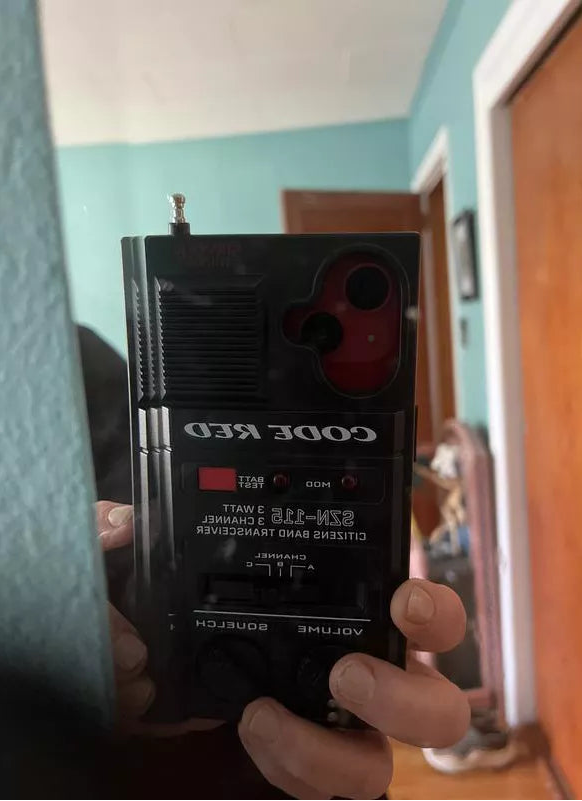 CODE RED
BATT TEST
MOD
SZN-115
3 WATT
3 CHANNEL
CITIZENS BAND TRANSCEIVER
CHANNEL
A B C
VOLUME SQUELCH